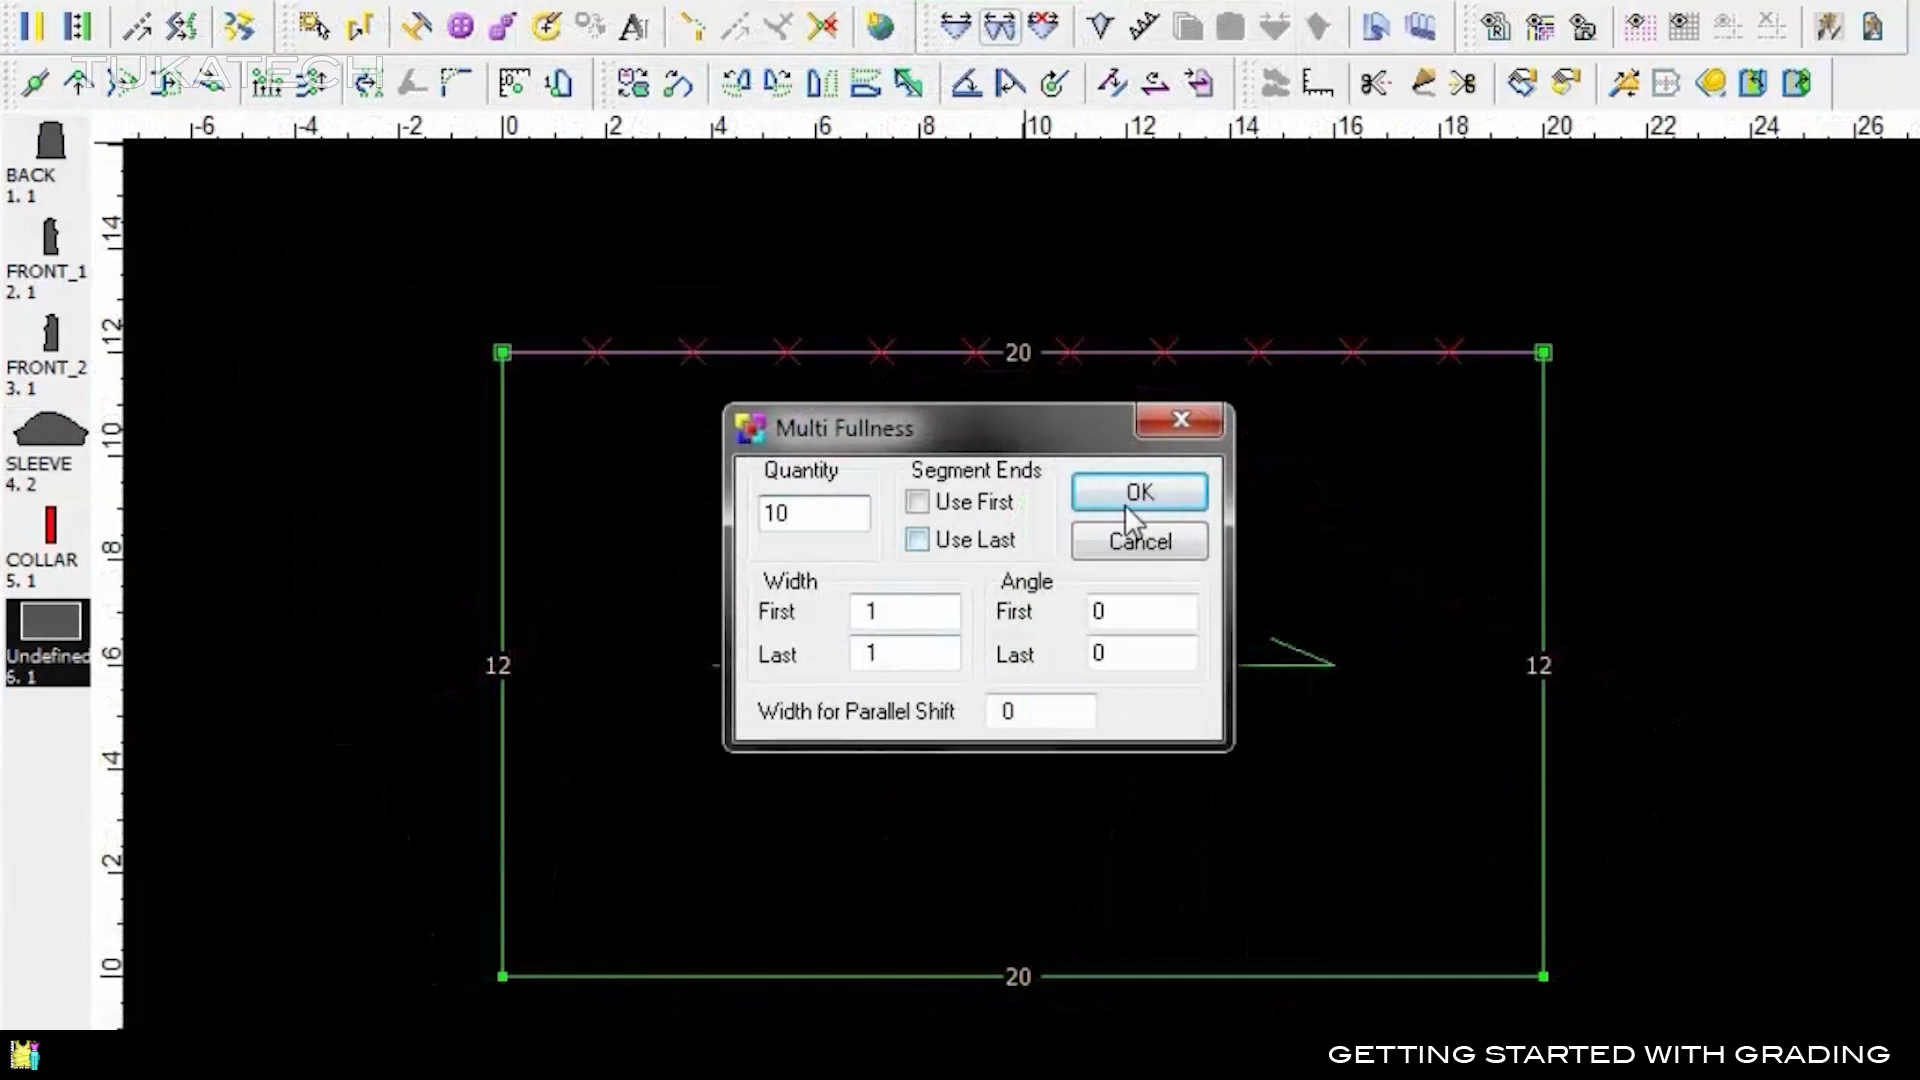 TUKATECH
-6 -4 -2 0 2 4 6 8 10 12 14 16 18 20 22 24 26
BACK
1. 1
FRONT_1
2. 1
FRONT_2
3. 1
SLEEVE
4. 2
COLLAR
5. 1
Undefined
6. 1
14
12
10
8
6
4
2
0
20
12
12
20
Multi Fullness
Quantity
10
Segment Ends
Use First
Use Last
OK
Cancel
Width
First 1
Last 1
Angle
First 0
Last 0
Width for Parallel Shift 0
GETTING STARTED WITH GRADING